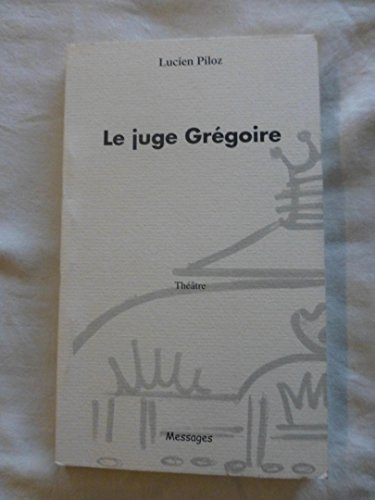 Lucien Piloz
Le juge Grégoire
Théâtre
Messages